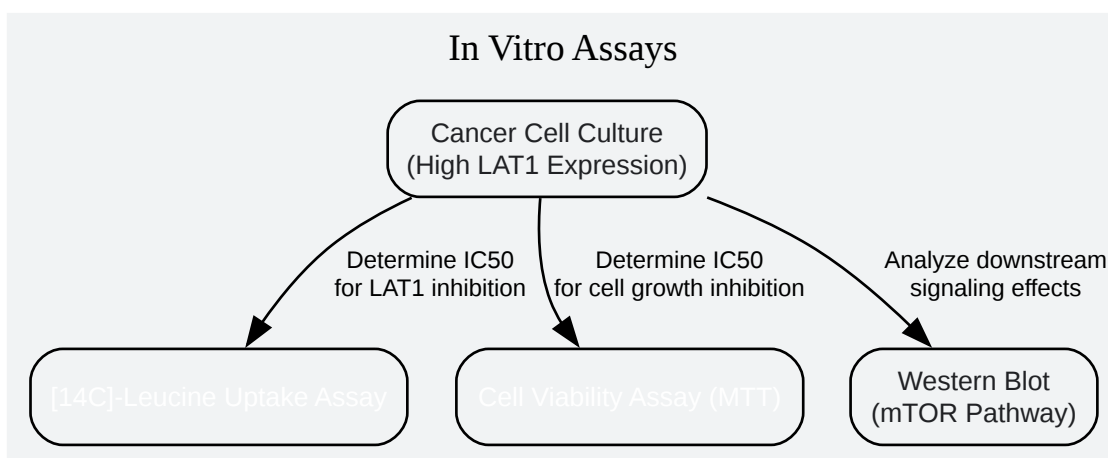 In Vitro Assays
Cancer Cell Culture
(High LAT1 Expression)
Determine IC50
for LAT1 inhibition
Determine IC50
for cell growth inhibition
Analyze downstream
signaling effects
[14C]-Leucine Uptake Assay
Cell Viability Assay (MTT)
Western Blot
(mTOR Pathway)